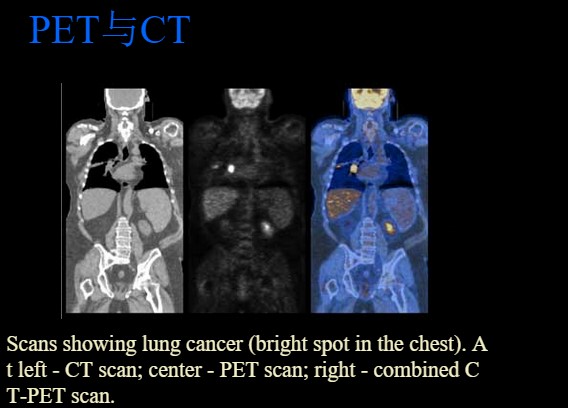 PET与CT
Scans showing lung cancer (bright spot in the chest). A
t left - CT scan; center - PET scan; right - combined C
T-PET scan.